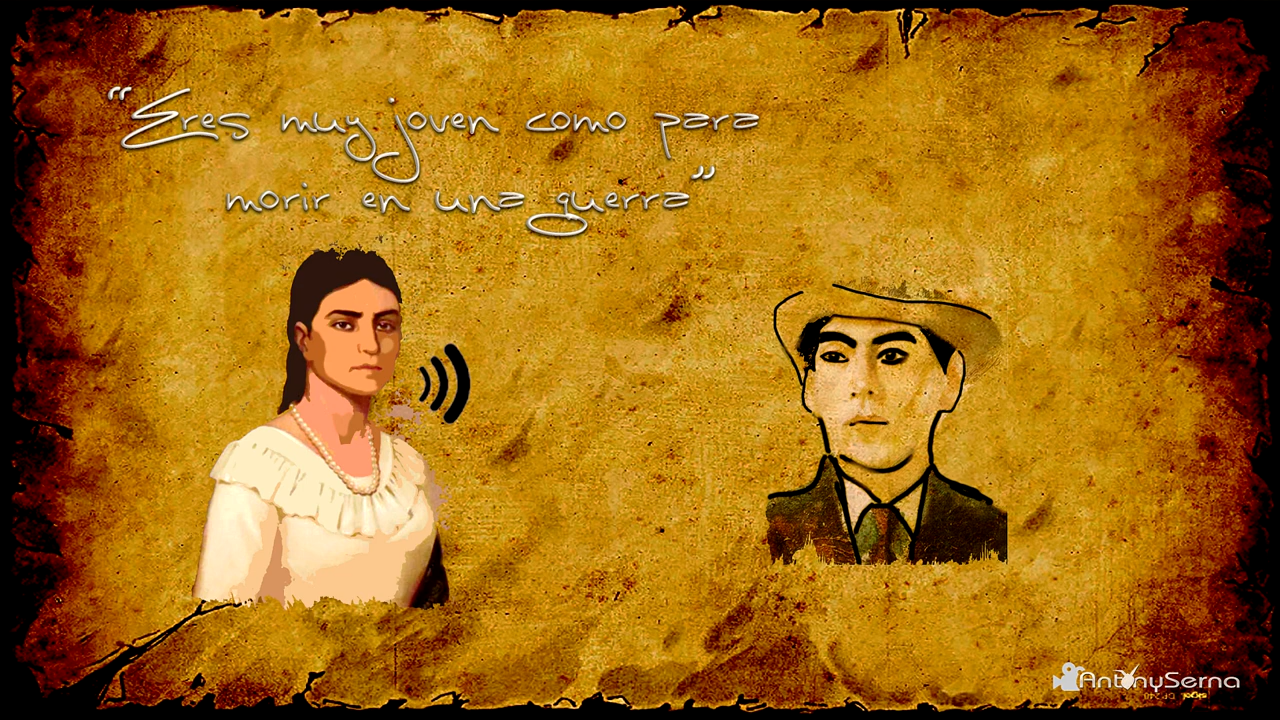 “Eres muy joven como para
morir en una guerra”
AntonySerna